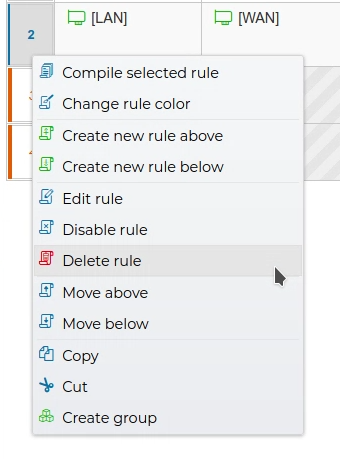 2
[LAN]
[WAN]
Compile selected rule
Change rule color
Create new rule above
Create new rule below
Edit rule
Disable rule
Delete rule
Move above
Move below
Copy
Cut
Create group